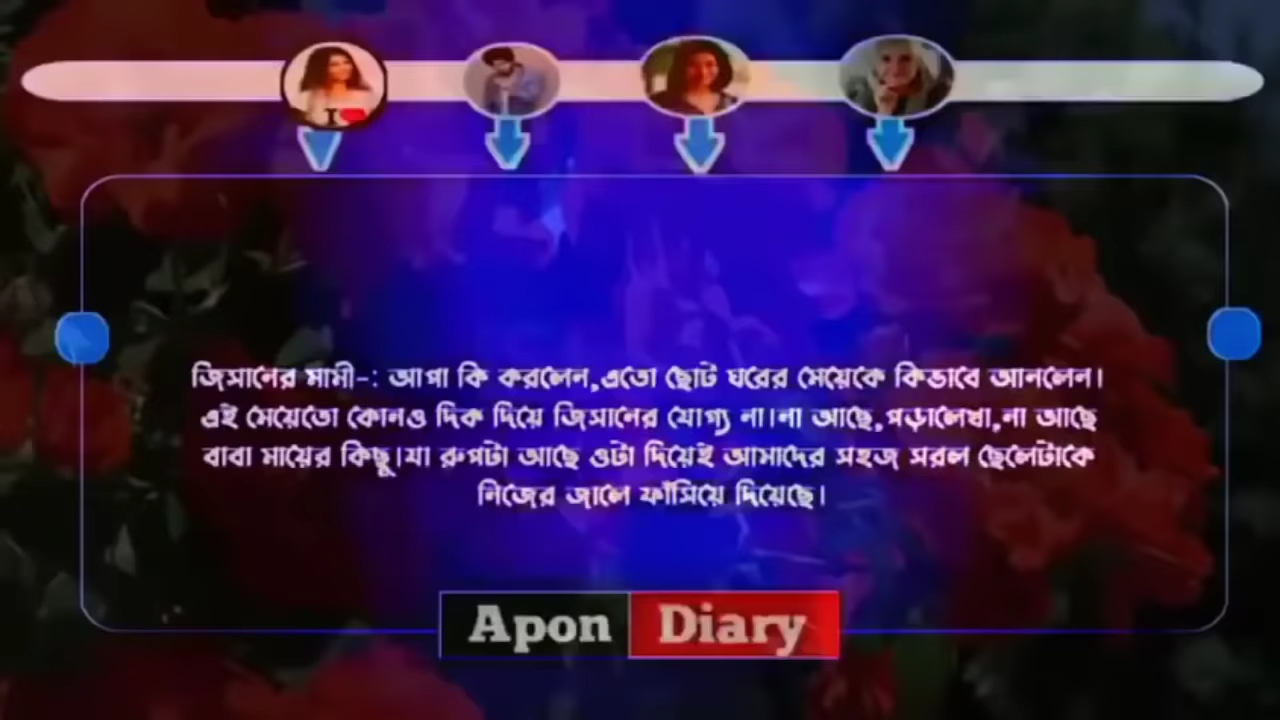 I
জিসানের মামী-: আপা কি করলেন,এতো ছোট ঘরের মেয়েকে কিভাবে আনলেন।
এই মেয়েতো কোনও দিক দিয়ে জিসানের যোগ্য না।না আছে,পড়ালেখা,না আছে
বাবা মায়ের কিছু।যা রুপটা আছে ওটা দিয়েই আমাদের সহজ সরল ছেলেটাকে
নিজের জালে ফাঁসিয়ে দিয়েছে।
Apon Diary